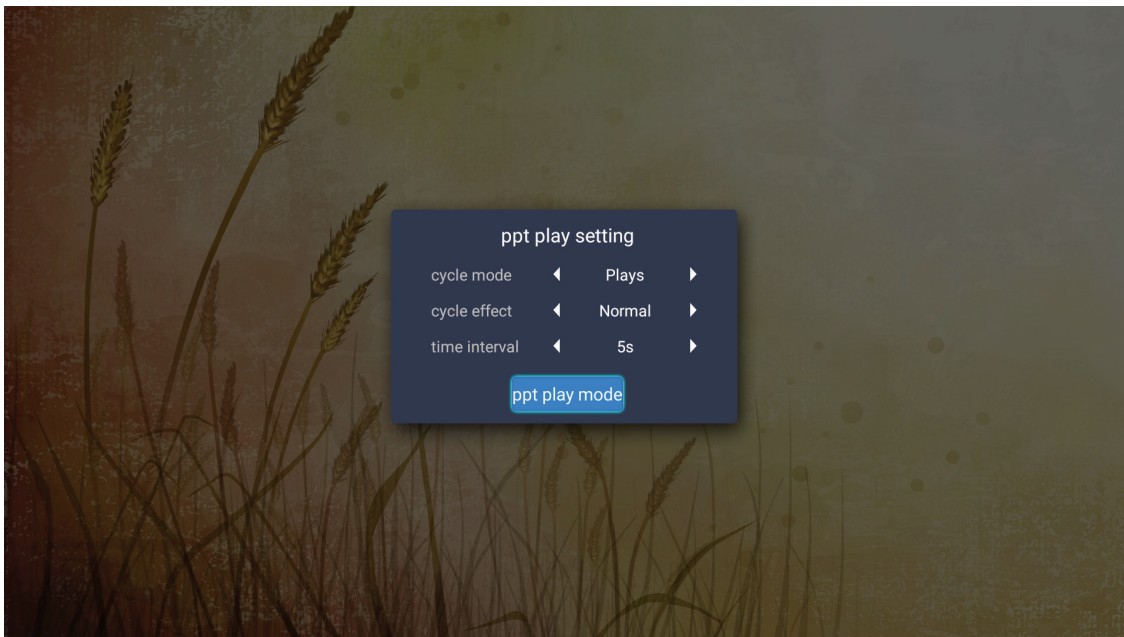 ppt play setting
cycle mode Plays
cycle effect Normal
time interval 5s
ppt play mode